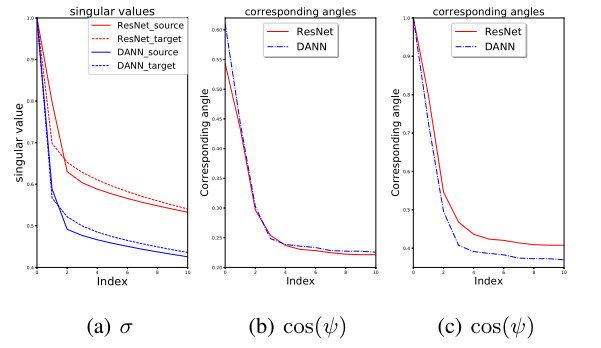 singular values
ResNet_source
ResNet_target
DANN_source
DANN_target
singular value
1.0
0.9
0.8
0.7
0.6
0.5
0.4
0
2
4
6
8
10
Index
(a) σ
corresponding angles
ResNet
DANN
Corresponding angle
0.60
0.55
0.50
0.45
0.40
0.35
0.30
0.25
0.20
0
2
4
6
8
10
Index
(b) cos(ψ)
corresponding angles
ResNet
DANN
Corresponding angle
1.0
0.9
0.8
0.7
0.6
0.5
0.4
0
2
4
6
8
10
Index
(c) cos(ψ)